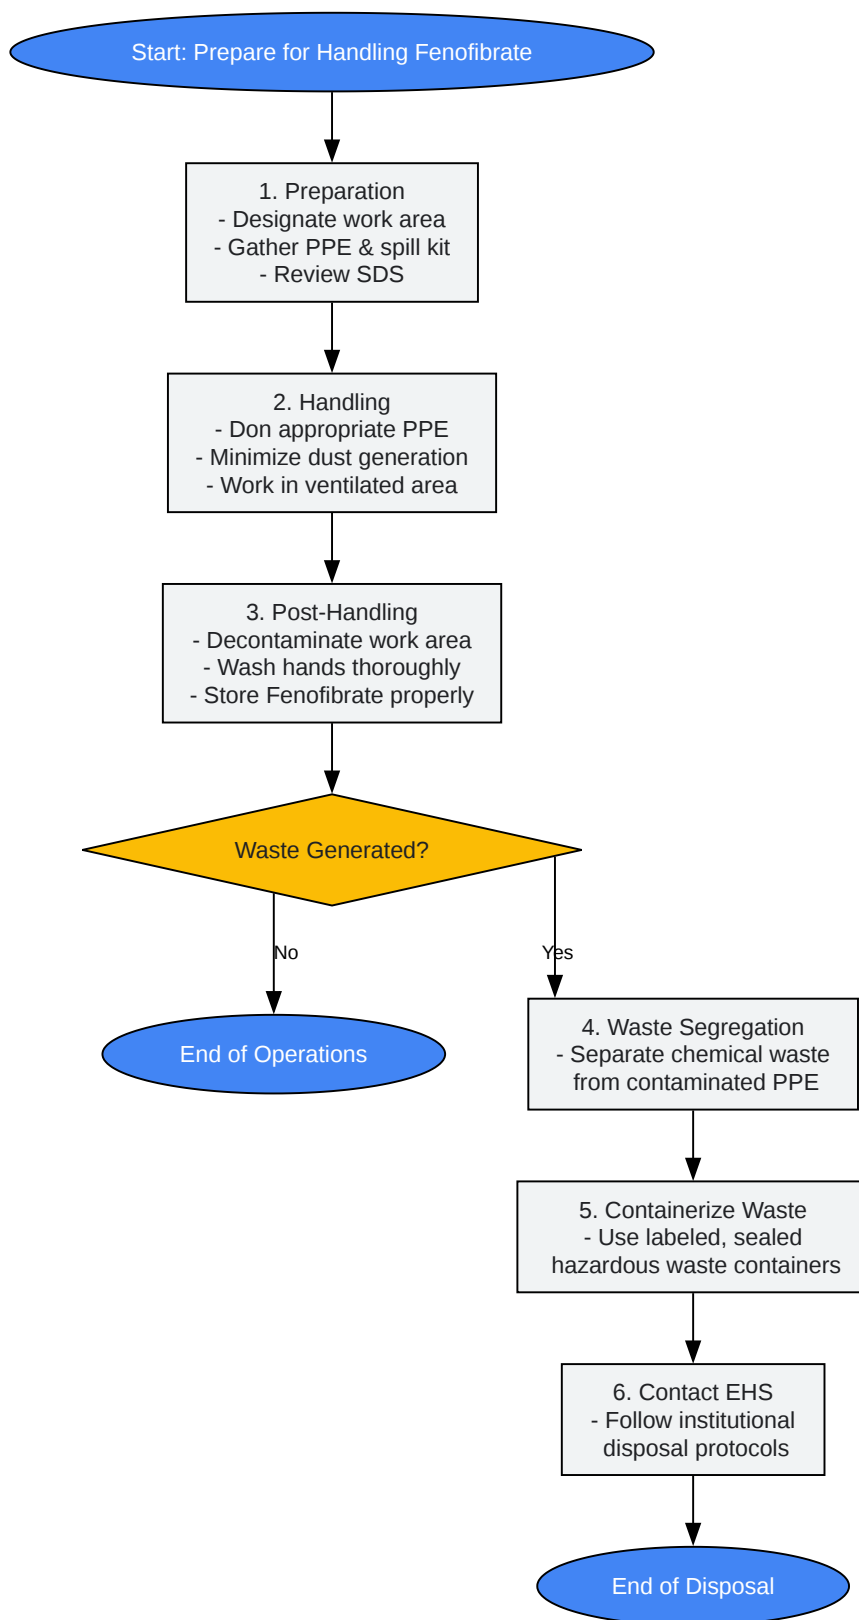 Start: Prepare for Handling Fenofibrate
1. Preparation
- Designate work area
- Gather PPE & spill kit
- Review SDS
2. Handling
- Don appropriate PPE
- Minimize dust generation
- Work in ventilated area
3. Post-Handling
- Decontaminate work area
- Wash hands thoroughly
- Store Fenofibrate properly
Waste Generated?
No
Yes
End of Operations
4. Waste Segregation
- Separate chemical waste
from contaminated PPE
5. Containerize Waste
- Use labeled, sealed
hazardous waste containers
6. Contact EHS
- Follow institutional
disposal protocols
End of Disposal